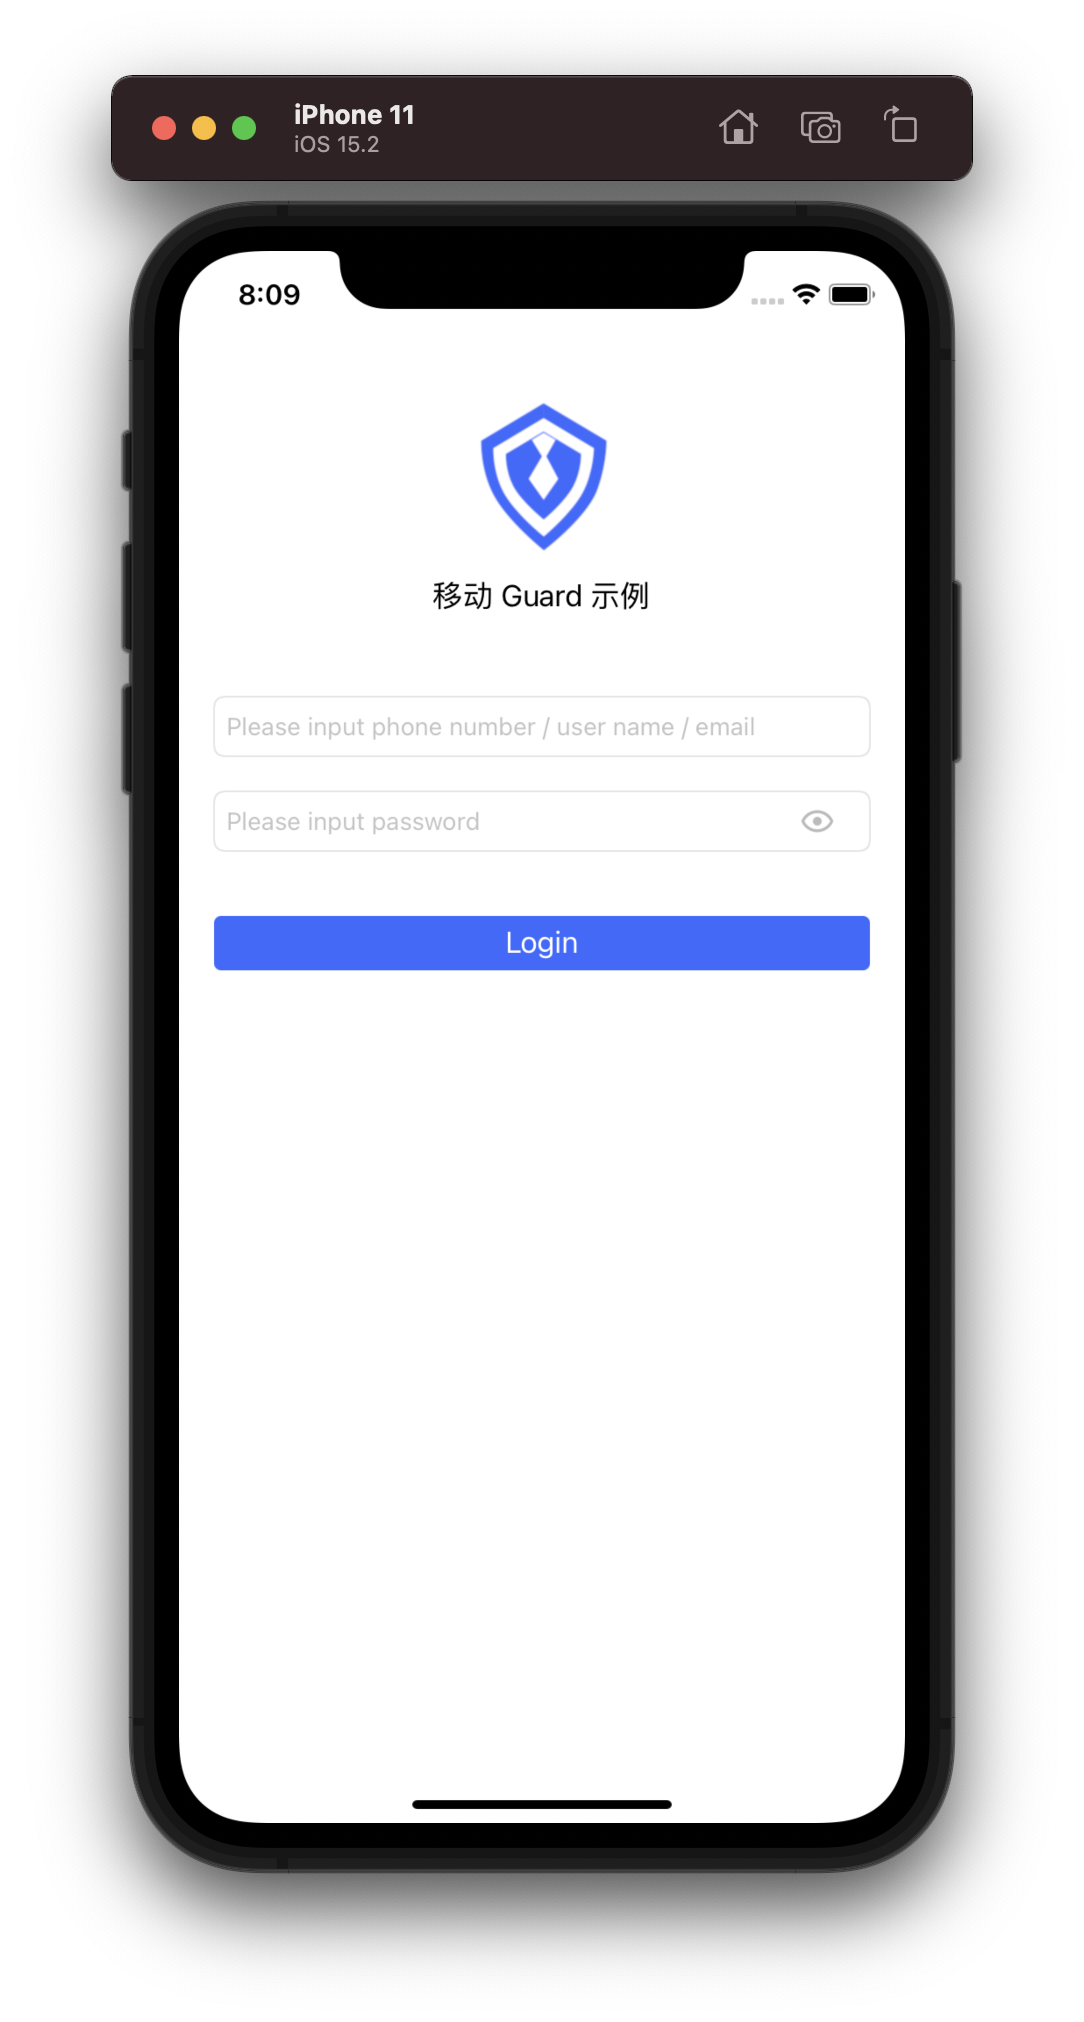 iPhone 11
iOS 15.2
8:09
移动 Guard 示例
Please input phone number / user name / email
Please input password
Login